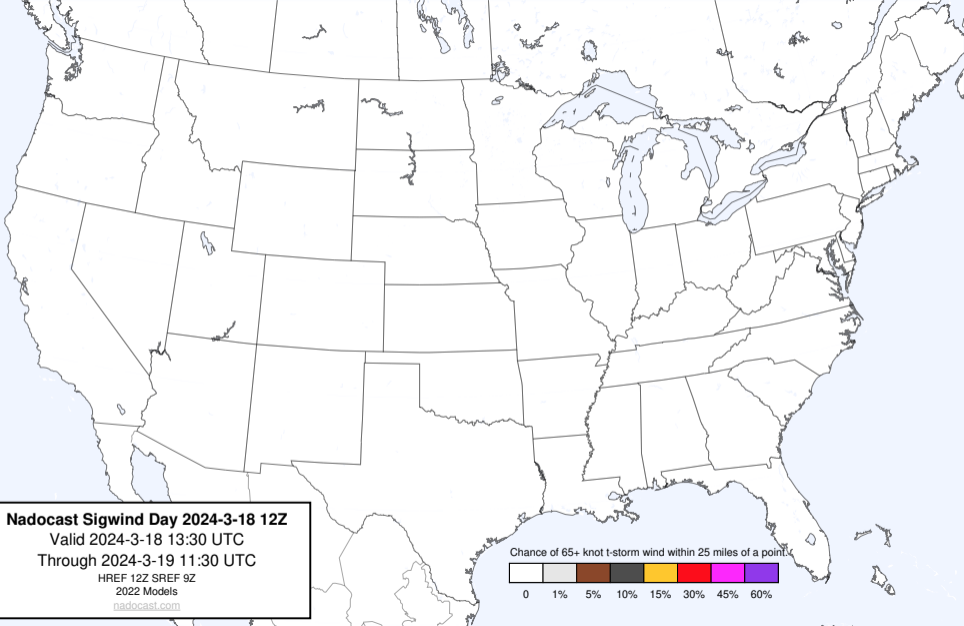 Nadocast Sigwind Day 2024-3-18 12Z
Valid 2024-3-18 13:30 UTC
Through 2024-3-19 11:30 UTC
HREF 12Z SREF 9Z
2022 Models
nadocast.com
Chance of 65+ knot t-storm wind within 25 miles of a point.
0 1% 5% 10% 15% 30% 45% 60%